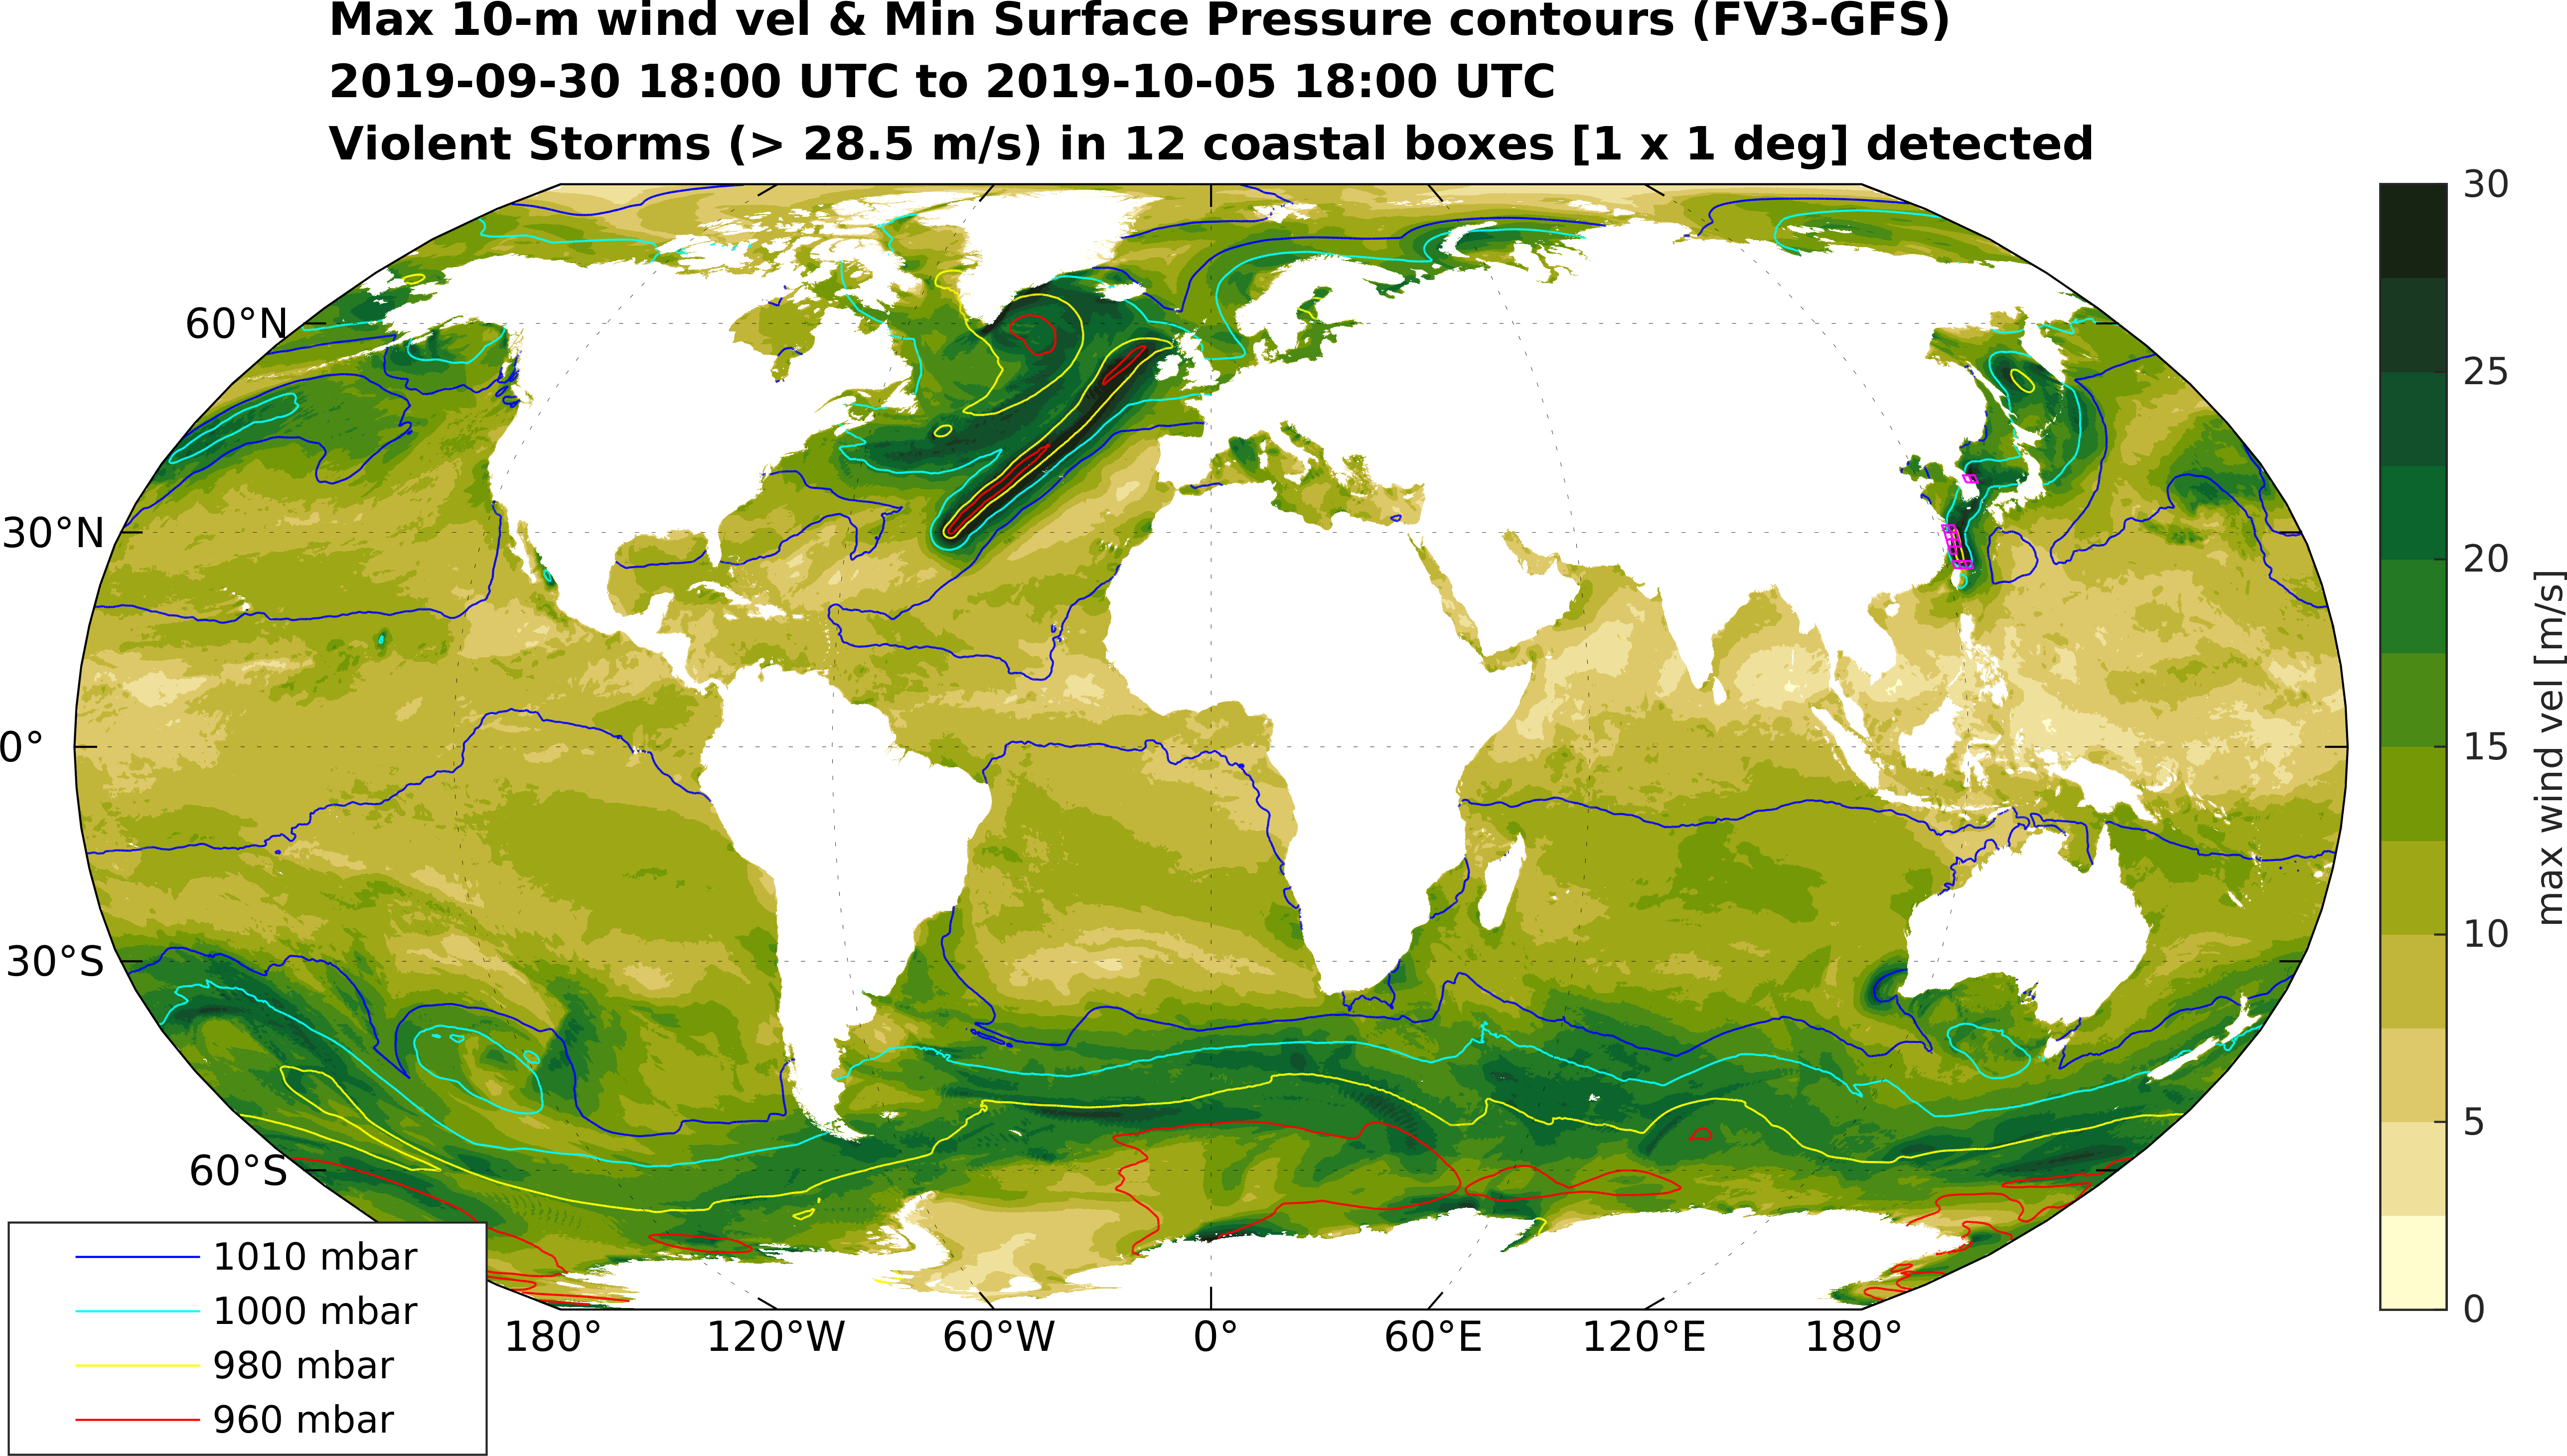 Max 10-m wind vel & Min Surface Pressure contours (FV3-GFS)
2019-09-30 18:00 UTC to 2019-10-05 18:00 UTC
Violent Storms (> 28.5 m/s) in 12 coastal boxes [1 x 1 deg] detected
60°N
30°N
0°
30°S
60°S
180°
120°W
60°W
0°
60°E
120°E
180°
1010 mbar
1000 mbar
980 mbar
960 mbar
30
25
20
15
10
5
0
max wind vel [m/s]